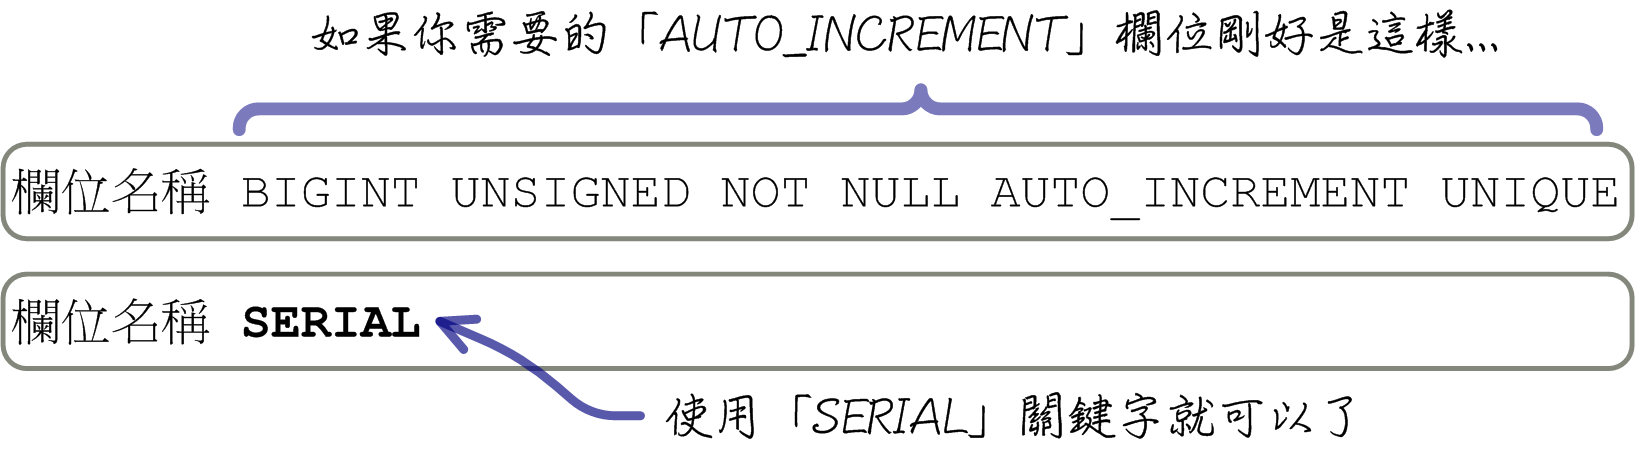 如果你需要的「AUTO_INCREMENT」欄位剛好是這樣...
欄位名稱 BIGINT UNSIGNED NOT NULL AUTO_INCREMENT UNIQUE
欄位名稱 SERIAL
使用「SERIAL」關鍵字就可以了